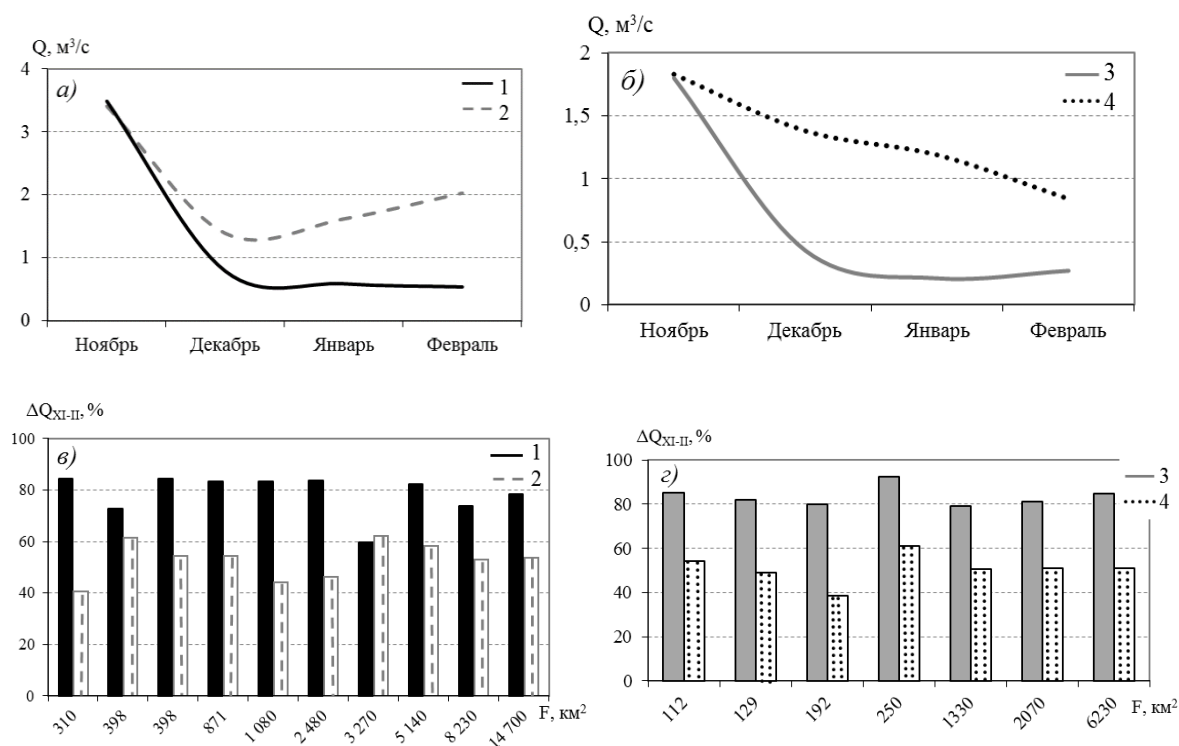 Q, м³/с
а)
1
2
4
3
2
1
0
Ноябрь Декабрь Январь Февраль
Q, м³/с
б)
3
4
2
1,5
1
0,5
0
Ноябрь Декабрь Январь Февраль
ΔQXI-II, %
в)
1
2
100
80
60
40
20
0
310 398 398 871 1 080 2 480 3 270 5 140 8 230 14 700 F, км²
ΔQXI-II, %
г)
3
4
100
80
60
40
20
0
112 129 192 250 1330 2070 6230 F, км²